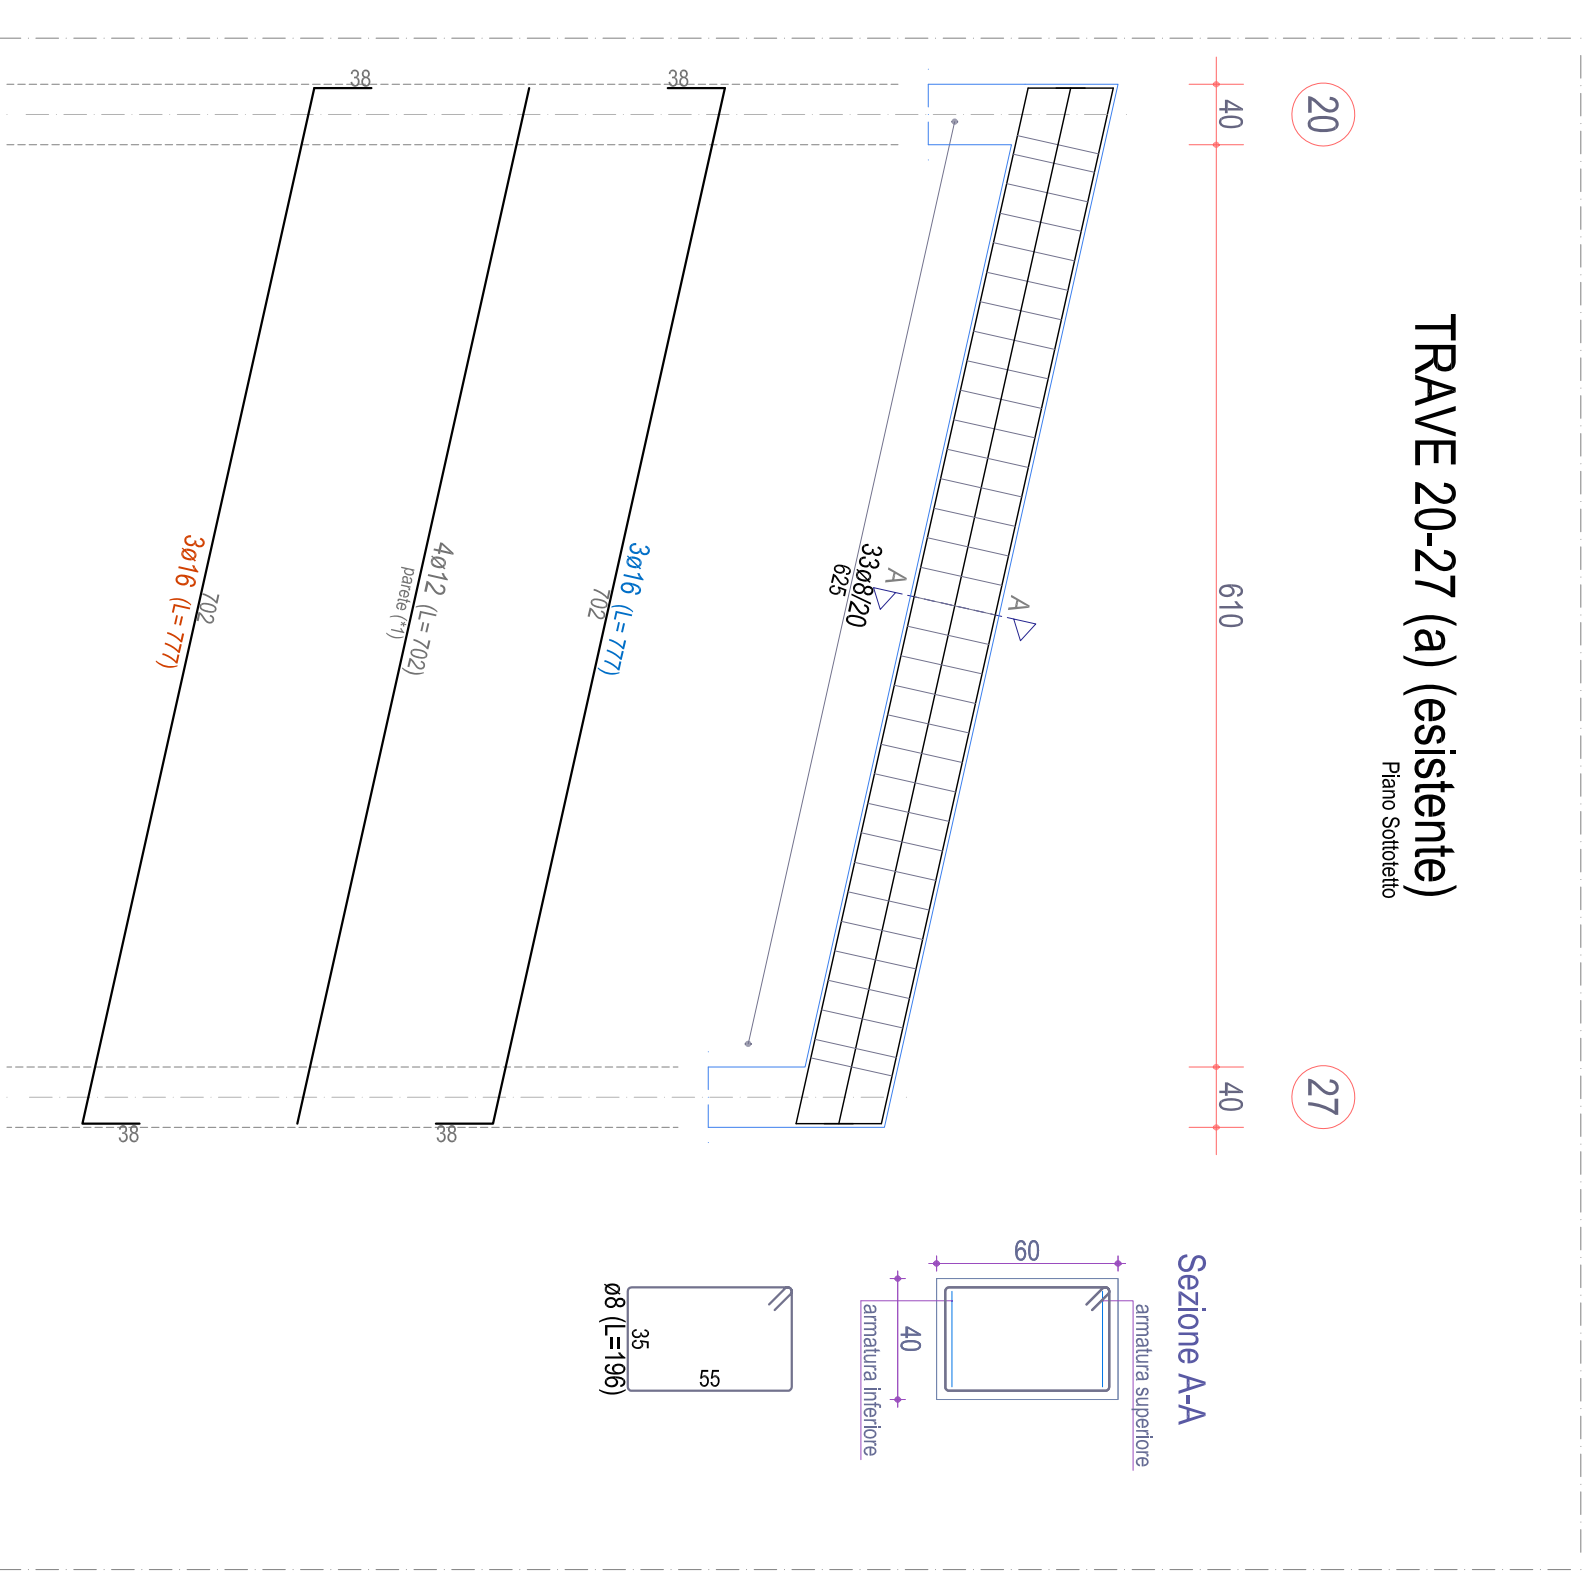 TRAVE 20-27 (a) (esistente)
Piano Sottotetto
20
27
40
610
40
A
A
33ø8/20
625
38
3ø16 (L=777)
702
38
4ø12 (L=702)
parete (*1)
38
702
3ø16 (L=777)
38
Sezione A-A
armatura superiore
60
40
armatura inferiore
55
35
ø8 (L=196)